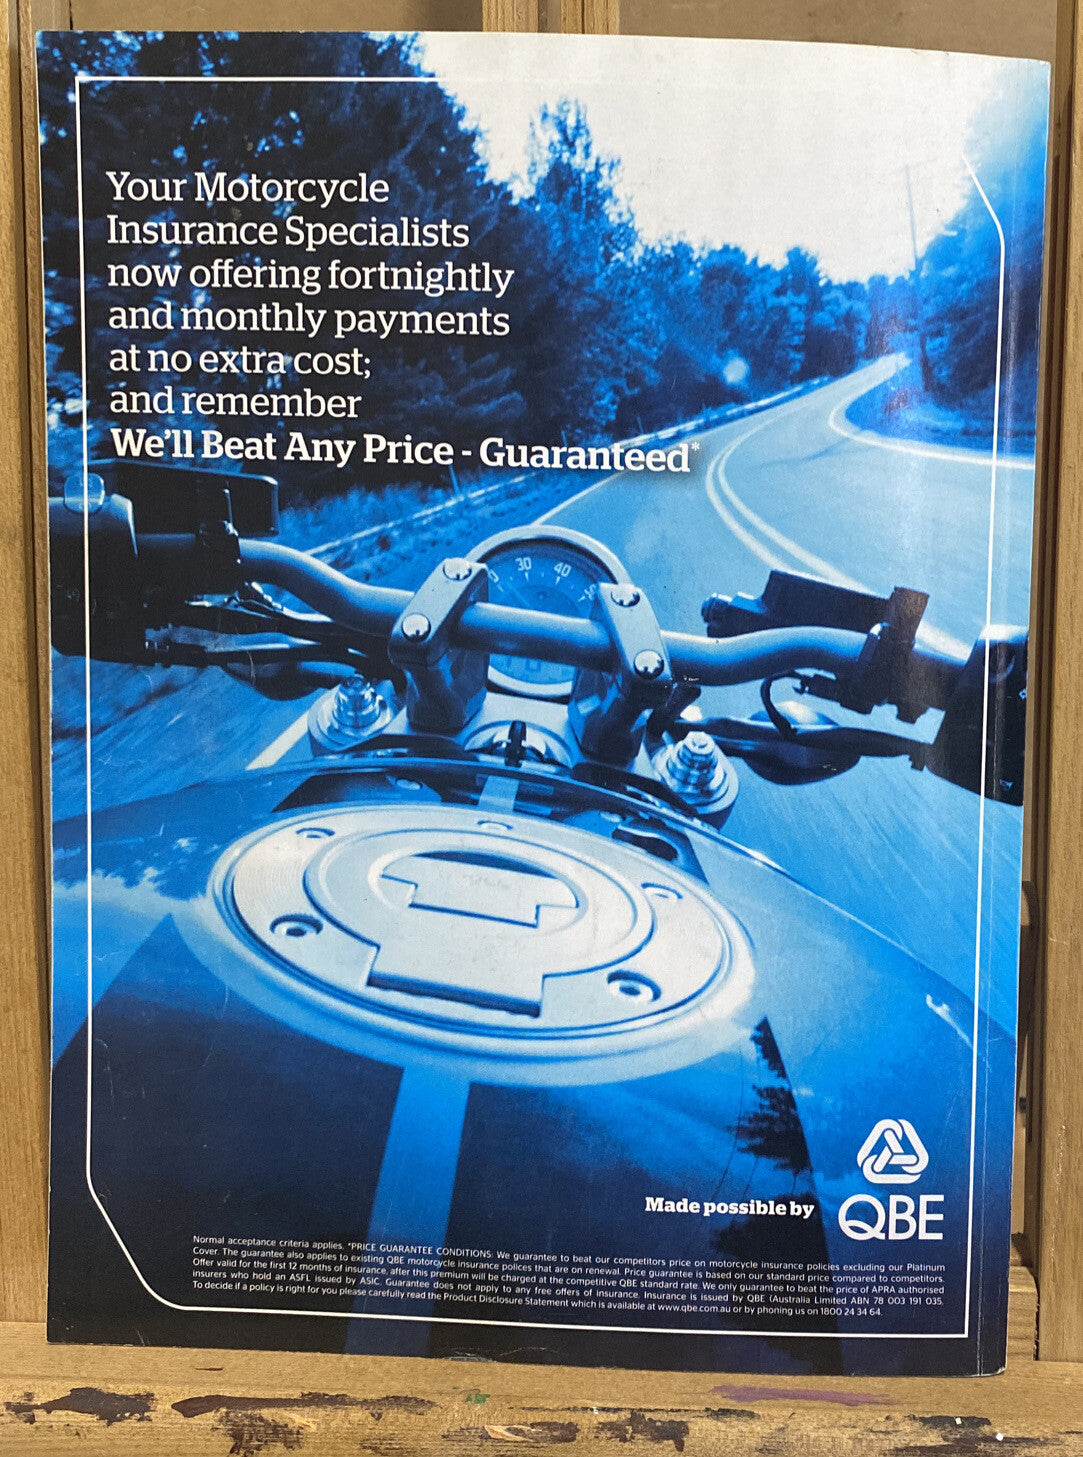 Your Motorcycle
Insurance Specialists
now offering fortnightly
and monthly payments
at no extra cost;
and remember
We'll Beat Any Price - Guaranteed*
30 40
Made possible by
QBE
Normal acceptance criteria applies. *PRICE GUARANTEE CONDITIONS: We guarantee to beat our competitors price on motorcycle insurance policies excluding our Platinum
Cover. The guarantee also applies to existing QBE motorcycle insurance polices that are on renewal. Price guarantee is based on our standard price compared to competitors.
Offer valid for the first 12 months of insurance, after this premium will be charged at the competitive QBE standard rate. We only guarantee to beat the price of APRA authorised
insurers who hold an ASFL issued by ASIC. Guarantee does not apply to any free offers of insurance. Insurance is issued by QBE (Australia Limited ABN 78 003 191 035.
To decide if a policy is right for you please carefully read the Product Disclosure Statement which is available at www.qbe.com.au or by phoning us on 1800 24 34 64.